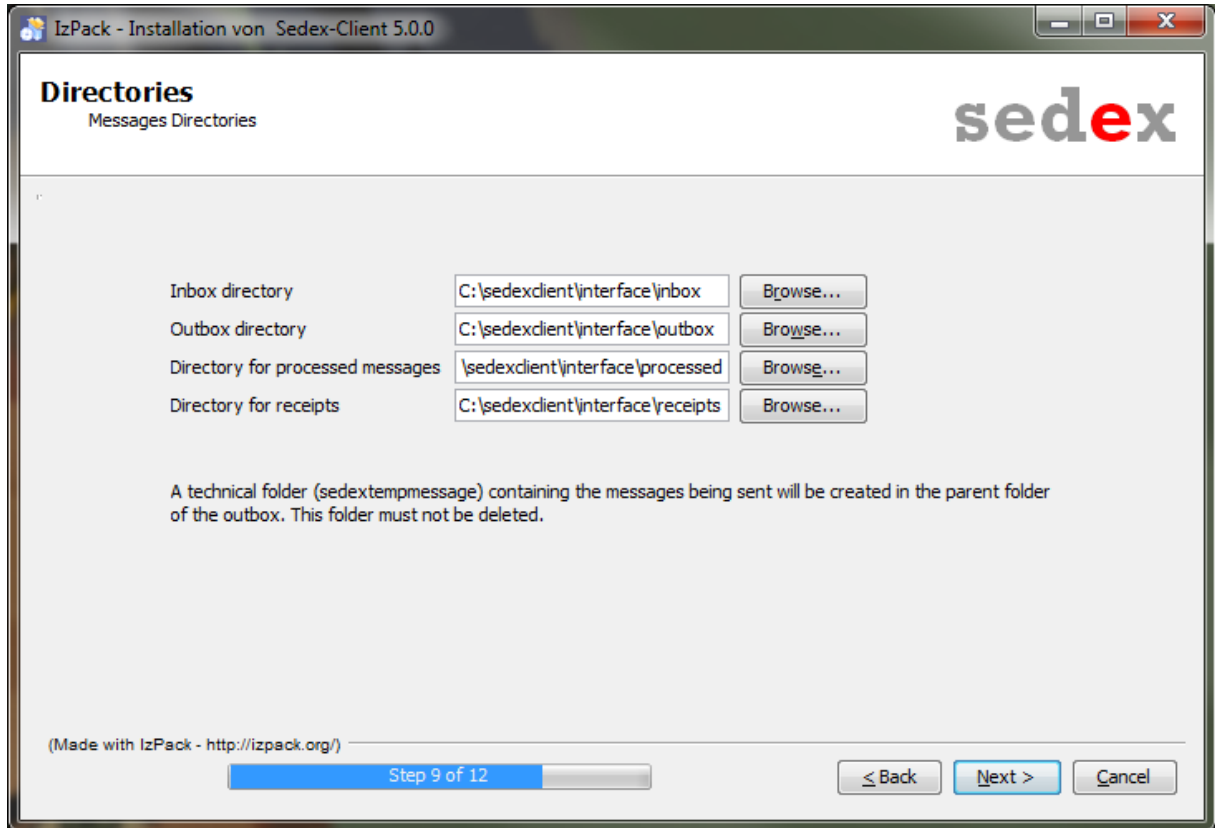 IzPack - Installation von Sedex-Client 5.0.0
Directories
Messages Directories
sedex
Inbox directory C:\sedexclient\interface\inbox Browse...
Outbox directory C:\sedexclient\interface\outbox Browse...
Directory for processed messages \sedexclient\interface\processed Browse...
Directory for receipts C:\sedexclient\interface\receipts Browse...
A technical folder (sedextempmessage) containing the messages being sent will be created in the parent folder
of the outbox. This folder must not be deleted.
(Made with IzPack - http://izpack.org/)
Step 9 of 12 < Back Next > Cancel